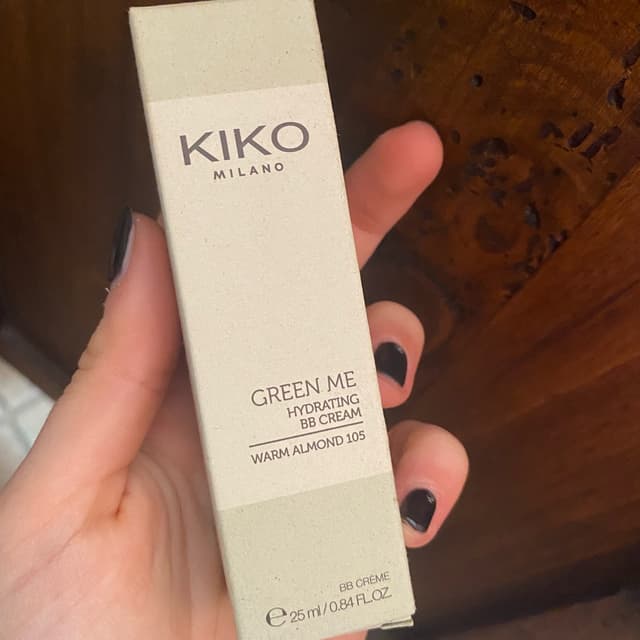 KIKO
MILANO
GREEN ME
HYDRATING
BB CREAM
WARM ALMOND 105
BB CRÈME
℮ 25 ml / 0.84 FL.OZ.